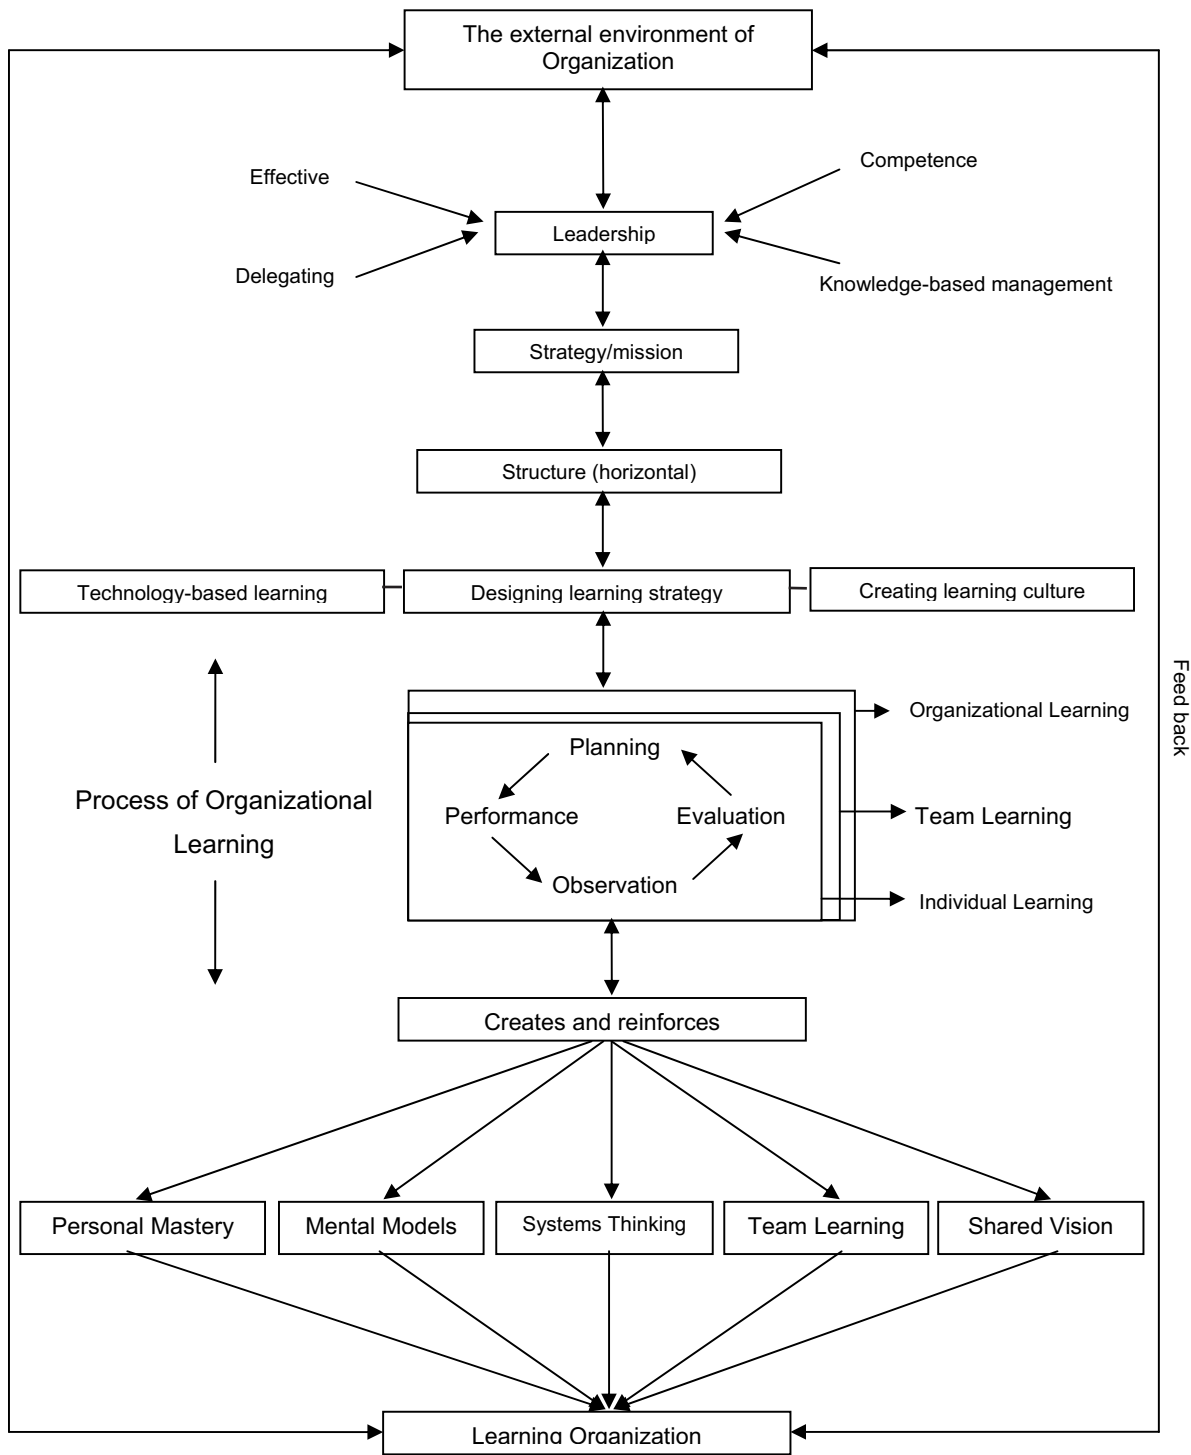 The external environment of
Organization
Effective
Competence
Leadership
Delegating
Knowledge-based management
Strategy/mission
Structure (horizontal)
Technology-based learning
Designing learning strategy
Creating learning culture
Feed back
Organizational Learning
Planning
Process of Organizational
Learning
Performance
Evaluation
Team Learning
Observation
Individual Learning
Creates and reinforces
Personal Mastery
Mental Models
Systems Thinking
Team Learning
Shared Vision
Learning Organization